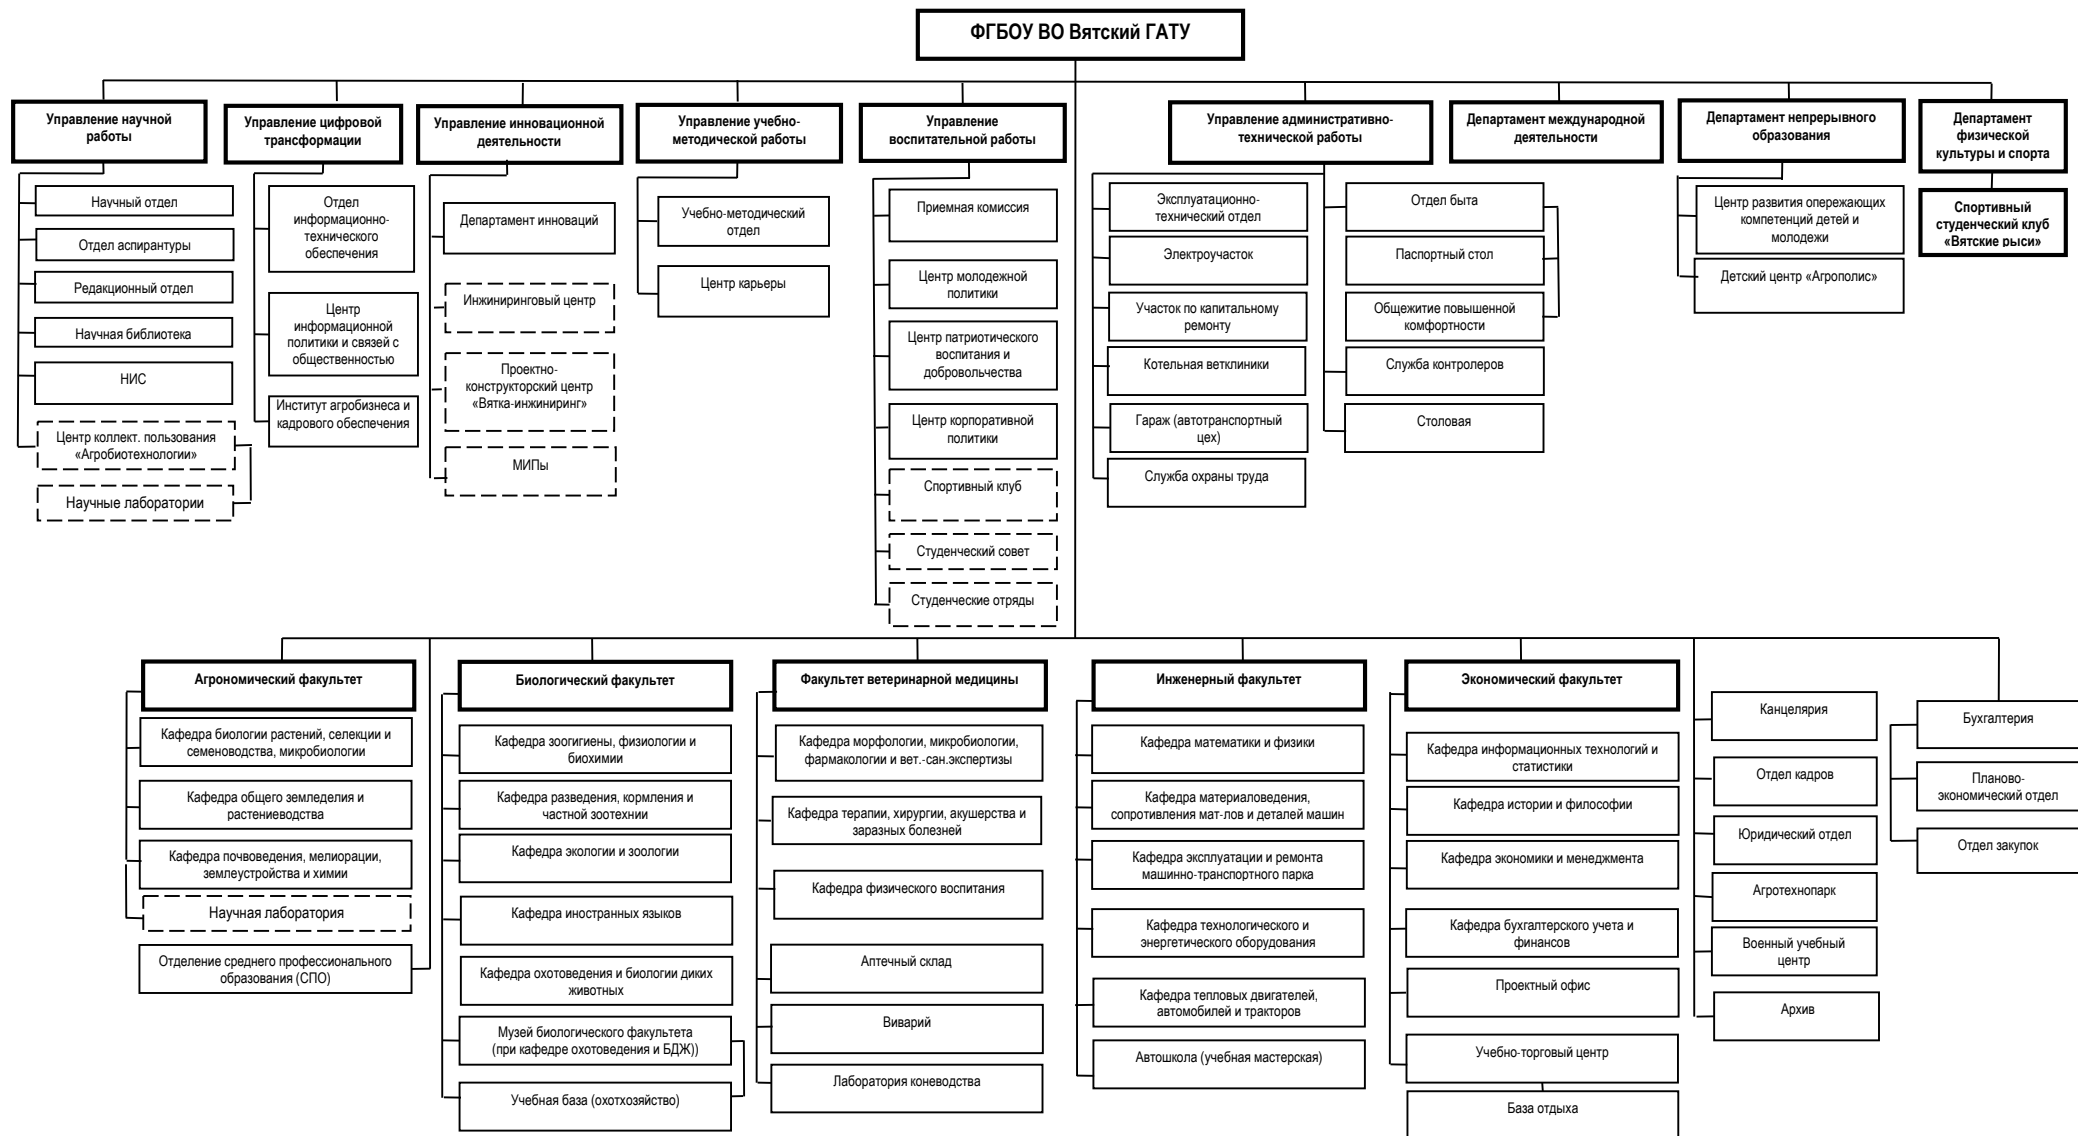 ФГБОУ ВО Вятский ГАТУ
Управление научной
работы
Научный отдел
Отдел аспирантуры
Редакционный отдел
Научная библиотека
НИС
Центр коллект. пользования
«Агробиотехнологии»
Научные лаборатории
Управление цифровой
трансформации
Отдел
информационно-
технического
обеспечения
Центр
информационной
политики и связей с
общественностью
Институт агробизнеса и
кадрового обеспечения
Управление инновационной
деятельности
Департамент инноваций
Инжиниринговый центр
Проектно-
конструкторский центр
«Вятка-инжиниринг»
МИПы
Управление учебно-
методической работы
Учебно-методический
отдел
Центр карьеры
Управление
воспитательной работы
Приемная комиссия
Центр молодежной
политики
Центр патриотического
воспитания и
добровольчества
Центр корпоративной
политики
Спортивный клуб
Студенческий совет
Студенческие отряды
Управление административно-
технической работы
Эксплуатационно-
технический отдел
Электроучасток
Участок по капитальному
ремонту
Котельная ветклиники
Гараж (автотранспортный
цех)
Служба охраны труда
Отдел быта
Паспортный стол
Общежитие повышенной
комфортности
Служба контролеров
Столовая
Департамент международной
деятельности
Департамент непрерывного
образования
Центр развития опережающих
компетенций детей и
молодежи
Детский центр «Агрополис»
Департамент
физической
культуры и спорта
Спортивный
студенческий клуб
«Вятские рыси»
Агрономический факультет
Кафедра биологии растений, селекции и
семеноводства, микробиологии
Кафедра общего земледелия и
растениеводства
Кафедра почвоведения, мелиорации,
землеустройства и химии
Научная лаборатория
Отделение среднего профессионального
образования (СПО)
Биологический факультет
Кафедра зоогигиены, физиологии и
биохимии
Кафедра разведения, кормления и
частной зоотехнии
Кафедра экологии и зоологии
Кафедра иностранных языков
Кафедра охотоведения и биологии диких
животных
Музей биологического факультета
(при кафедре охотоведения и БДЖ))
Учебная база (охотхозяйство)
Факультет ветеринарной медицины
Кафедра морфологии, микробиологии,
фармакологии и вет.-сан.экспертизы
Кафедра терапии, хирургии, акушерства и
заразных болезней
Кафедра физического воспитания
Аптечный склад
Виварий
Лаборатория коневодства
Инженерный факультет
Кафедра математики и физики
Кафедра материаловедения,
сопротивления мат-лов и деталей машин
Кафедра эксплуатации и ремонта
машинно-транспортного парка
Кафедра технологического и
энергетического оборудования
Кафедра тепловых двигателей,
автомобилей и тракторов
Автошкола (учебная мастерская)
Экономический факультет
Кафедра информационных технологий и
статистики
Кафедра истории и философии
Кафедра экономики и менеджмента
Кафедра бухгалтерского учета и
финансов
Проектный офис
Учебно-торговый центр
База отдыха
Канцелярия
Отдел кадров
Юридический отдел
Агротехнопарк
Военный учебный
центр
Архив
Бухгалтерия
Планово-
экономический отдел
Отдел закупок